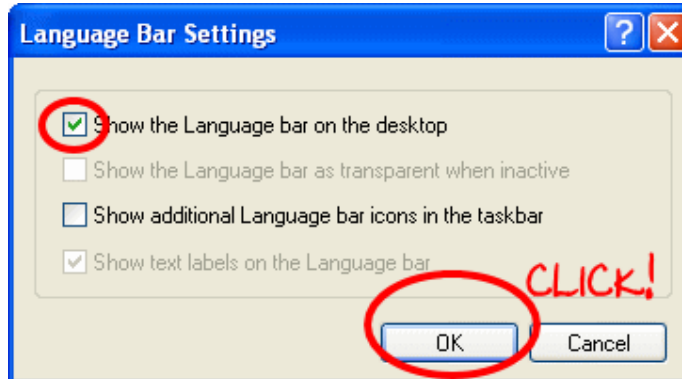 Language Bar Settings
Show the Language bar on the desktop
Show the Language bar as transparent when inactive
Show additional Language bar icons in the taskbar
Show text labels on the Language bar
CLICK!
OK
Cancel